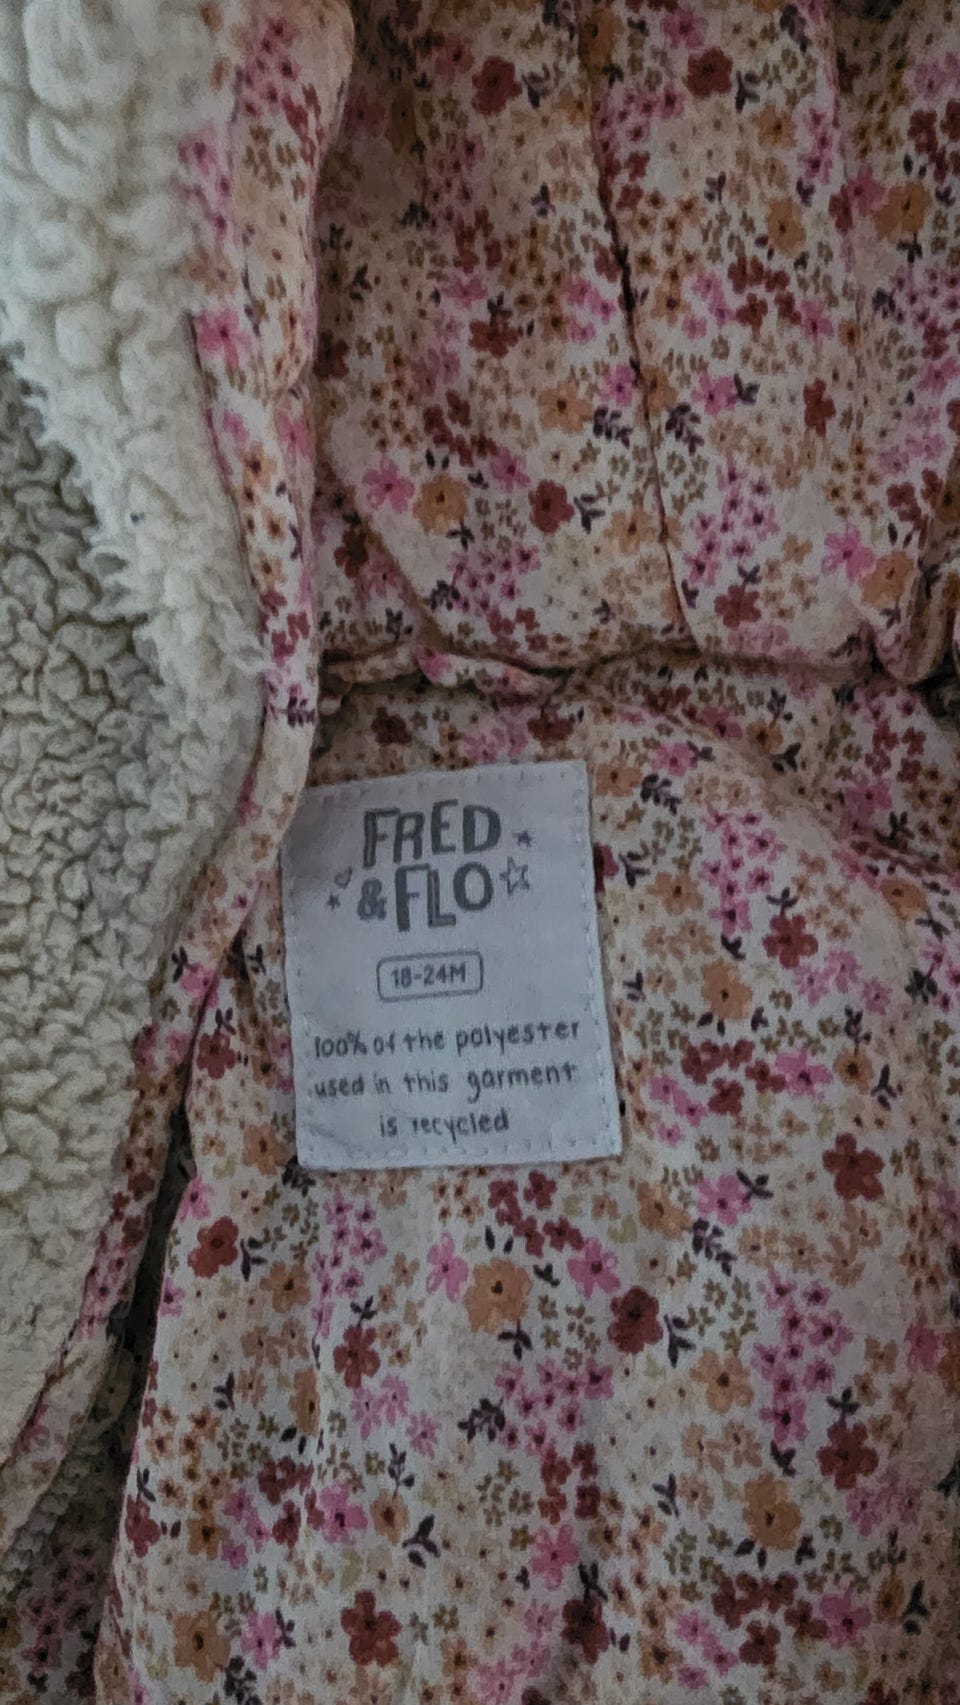 FRED
&FLO
18-24M
100% of the polyester
used in this garment
is recycled